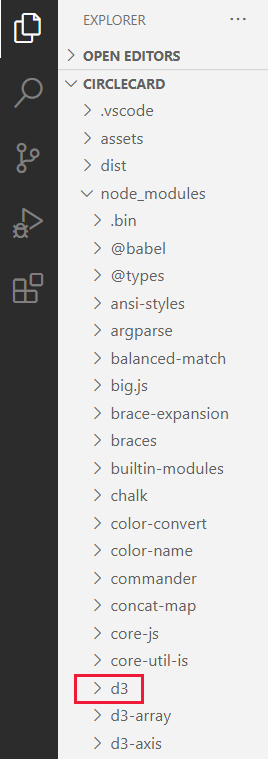 EXPLORER ...
OPEN EDITORS
CIRCLECARD
.vscode
assets
dist
node_modules
.bin
@babel
@types
ansi-styles
argparse
balanced-match
big.js
brace-expansion
braces
builtin-modules
chalk
color-convert
color-name
commander
concat-map
core-js
core-util-is
d3
d3-array
d3-axis